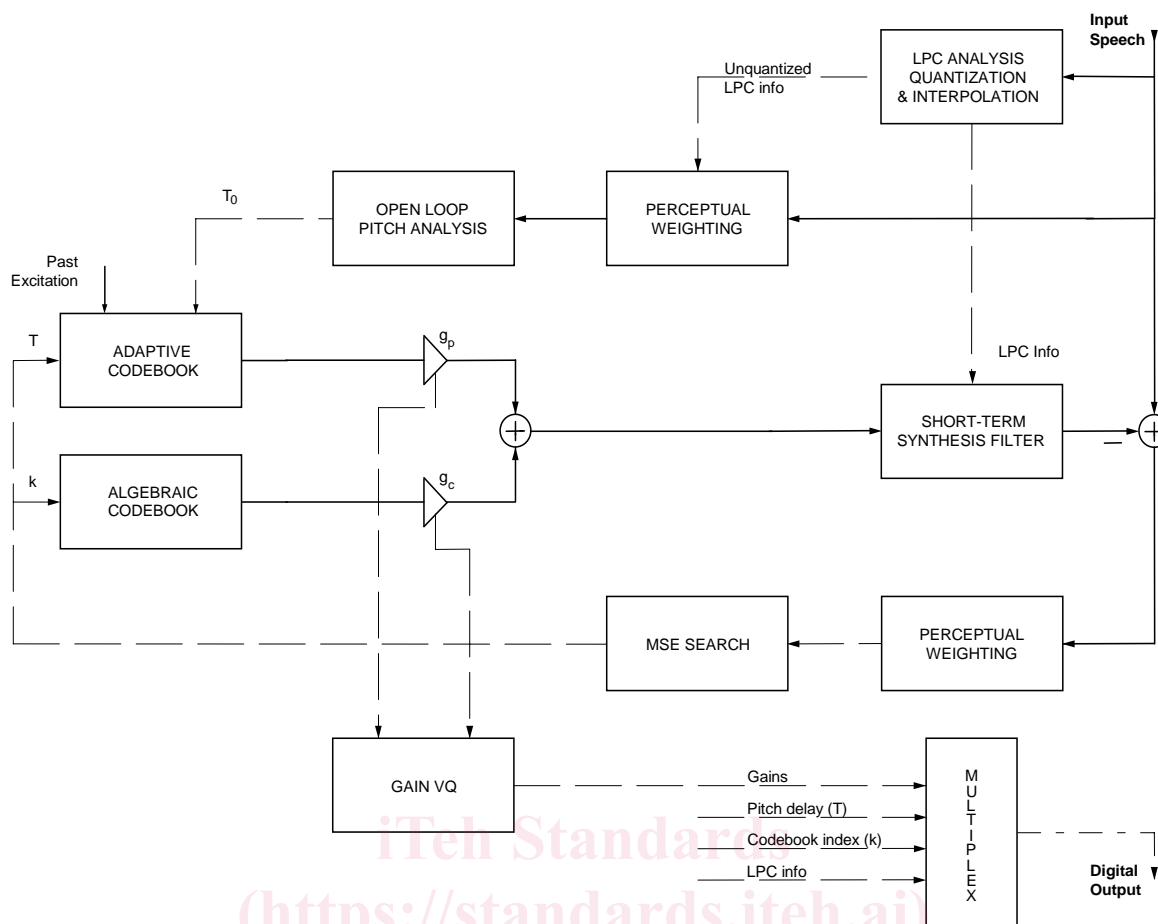 Input
Speech
LPC ANALYSIS
QUANTIZATION
& INTERPOLATION
Unquantized
LPC info
T0
OPEN LOOP
PITCH ANALYSIS
PERCEPTUAL
WEIGHTING
Past
Excitation
T
ADAPTIVE
CODEBOOK
gp
LPC Info
SHORT-TERM
SYNTHESIS FILTER
k
ALGEBRAIC
CODEBOOK
gc
MSE SEARCH
PERCEPTUAL
WEIGHTING
GAIN VQ
Gains
Pitch delay (T)
Codebook index (k)
LPC info
MULTIPLEX
Digital
Output
iTeh Standards
(https://standards.iteh.ai)